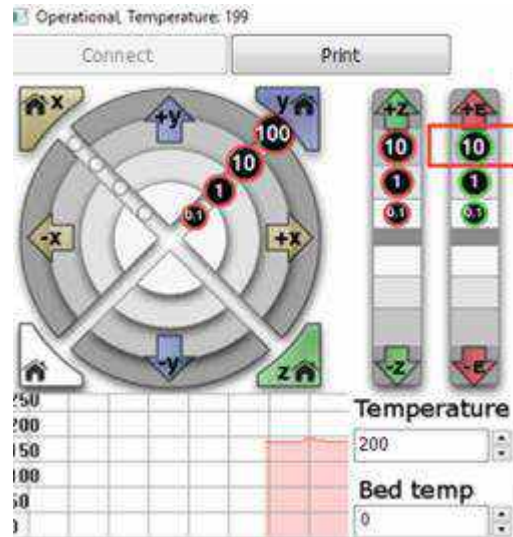 Operational, Temperature: 199
Connect Print
x y
+y +Z +E
100 10 10
10
1 1 1
0.1 0.1 0.1
-x +x
-y -Z -E
z
250
200 Temperature
150 200
100
50 Bed temp
0 0